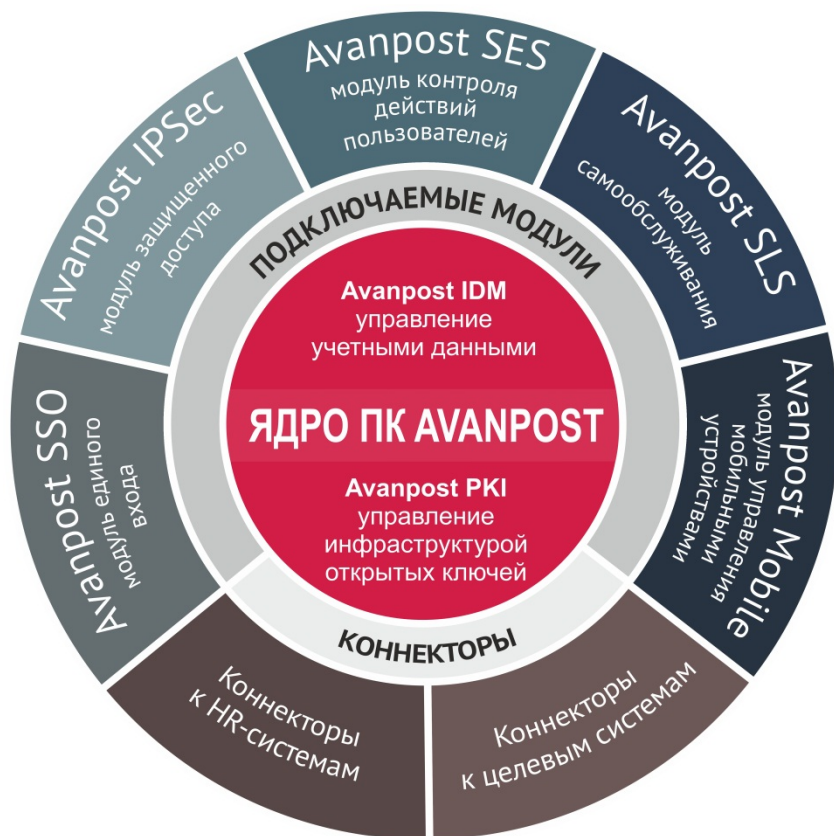 Avanpost SES
модуль контроля
действий
пользователей
Avanpost SLS
модуль
самообслуживания
Avanpost Mobile
модуль управления
мобильными
устройствами
Коннекторы
к целевым системам
Коннекторы
к HR-системам
Avanpost SSO
модуль единого
входа
Avanpost IPSec
модуль защищенного
доступа
ПОДКЛЮЧАЕМЫЕ МОДУЛИ
Avanpost IDM
управление
учетными данными
ЯДРО ПК AVANPOST
Avanpost PKI
управление
инфраструктурой
открытых ключей
КОННЕКТОРЫ